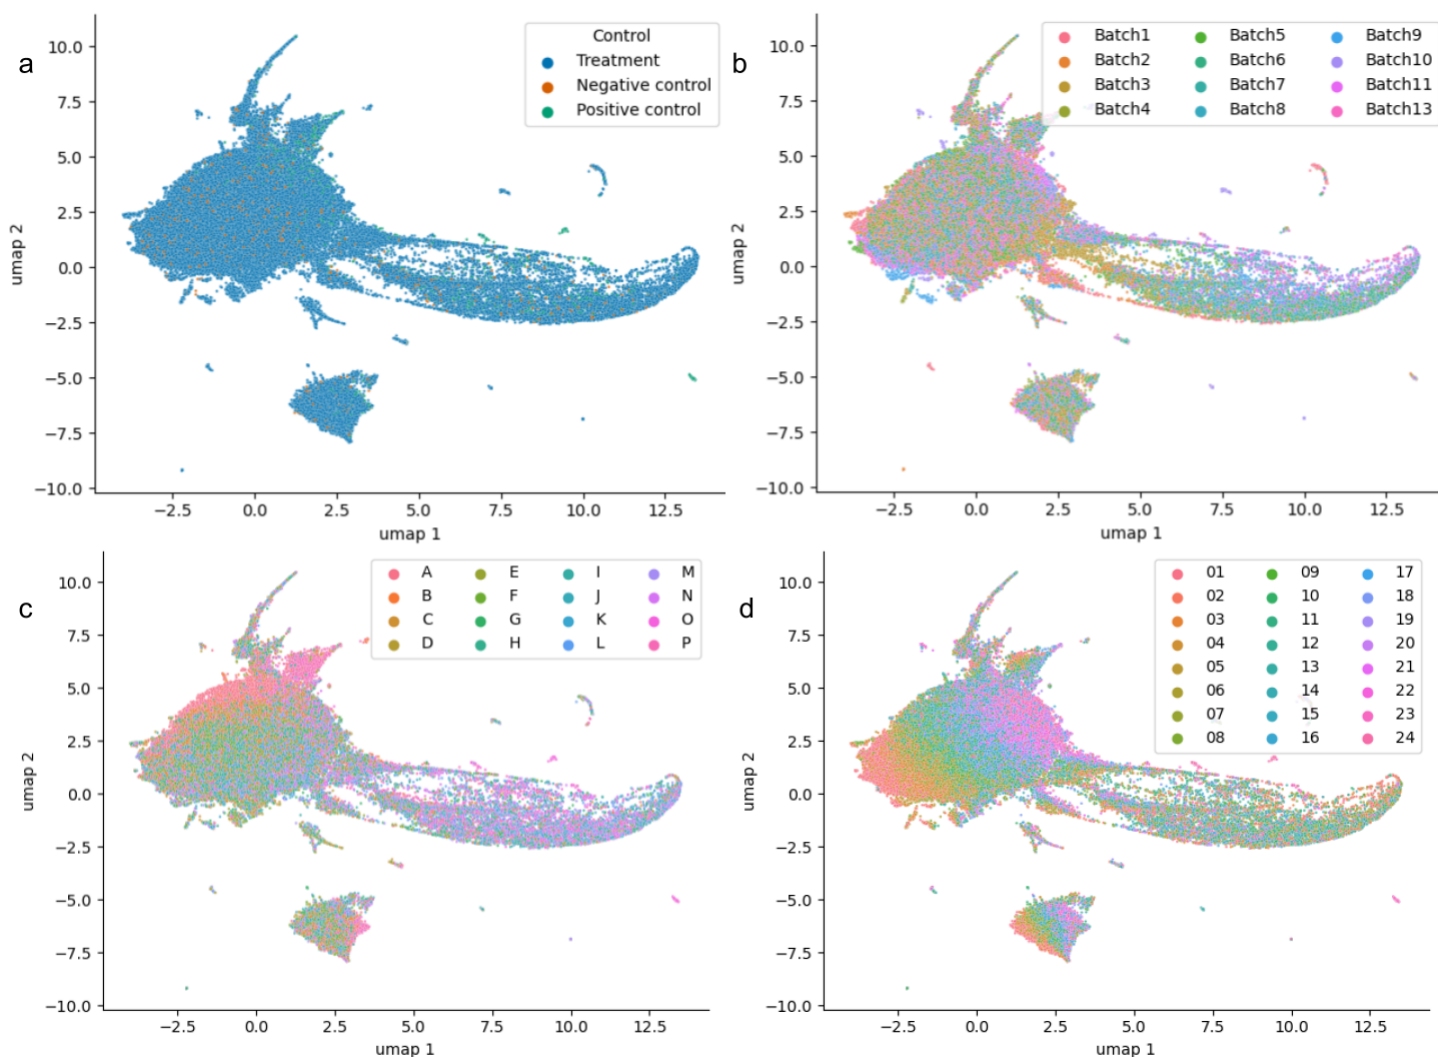 a
Control
Treatment
Negative control
Positive control
10.0
7.5
5.0
2.5
0.0
−2.5
−5.0
−7.5
−10.0
umap 2
−2.5 0.0 2.5 5.0 7.5 10.0 12.5
umap 1
b
Batch1 Batch5 Batch9
Batch2 Batch6 Batch10
Batch3 Batch7 Batch11
Batch4 Batch8 Batch13
10.0
7.5
5.0
2.5
0.0
−2.5
−5.0
−7.5
−10.0
umap 2
−2.5 0.0 2.5 5.0 7.5 10.0 12.5
umap 1
c
A E I M
B F J N
C G K O
D H L P
10.0
7.5
5.0
2.5
0.0
−2.5
−5.0
−7.5
−10.0
umap 2
−2.5 0.0 2.5 5.0 7.5 10.0 12.5
umap 1
d
01 09 17
02 10 18
03 11 19
04 12 20
05 13 21
06 14 22
07 15 23
08 16 24
10.0
7.5
5.0
2.5
0.0
−2.5
−5.0
−7.5
−10.0
umap 2
−2.5 0.0 2.5 5.0 7.5 10.0 12.5
umap 1